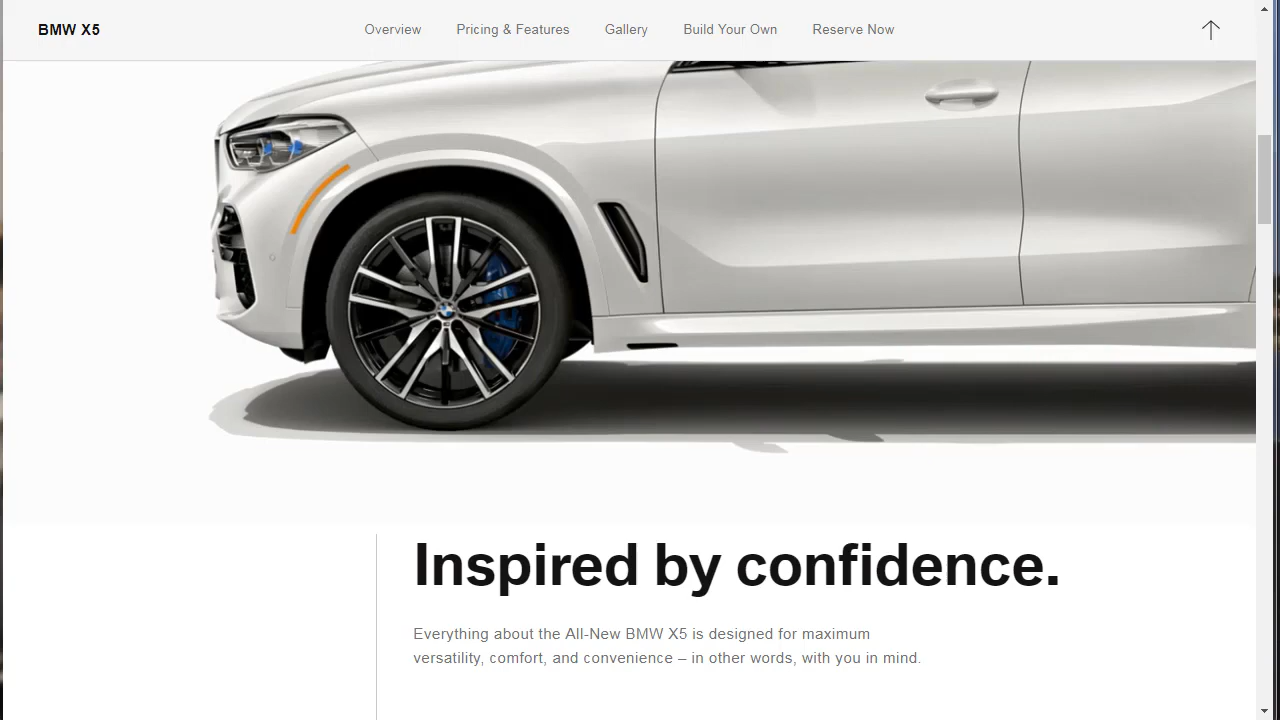 BMW X5
Overview
Pricing & Features
Gallery
Build Your Own
Reserve Now
Inspired by confidence.
Everything about the All-New BMW X5 is designed for maximum
versatility, comfort, and convenience – in other words, with you in mind.